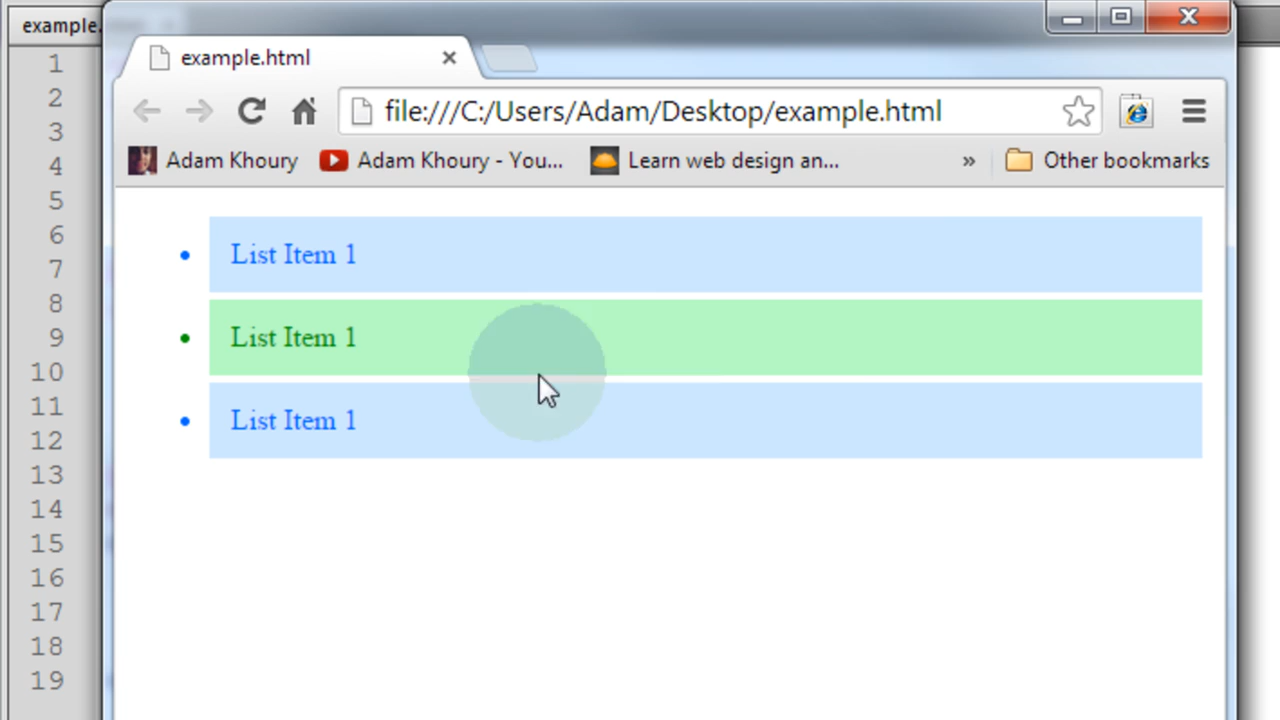 example.
example.html
file:///C:/Users/Adam/Desktop/example.html
Adam Khoury
Adam Khoury - You...
Learn web design an...
»
Other bookmarks
1
2
3
4
5
6
7
8
9
10
11
12
13
14
15
16
17
18
19
• List Item 1
• List Item 1
• List Item 1